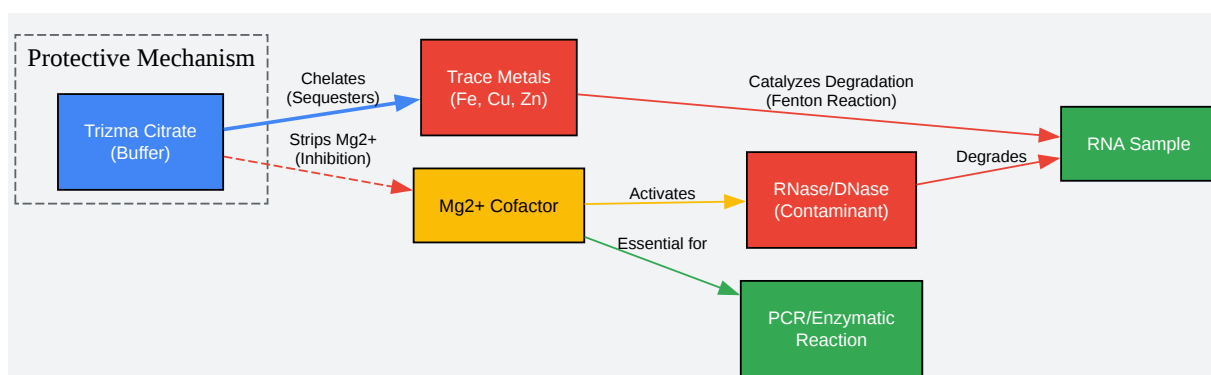 Protective Mechanism
Trizma Citrate
(Buffer)
Chelates
(Sequesters)
Strips Mg2+
(Inhibition)
Trace Metals
(Fe, Cu, Zn)
Mg2+ Cofactor
Catalyzes Degradation
(Fenton Reaction)
Activates
Essential for
RNase/DNase
(Contaminant)
PCR/Enzymatic
Reaction
Degrades
RNA Sample